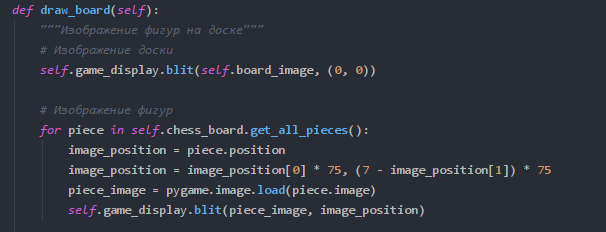 def draw_board(self):
    """Изображение фигур на доске"""
    # Изображение доски
    self.game_display.blit(self.board_image, (0, 0))

    # Изображение фигур
    for piece in self.chess_board.get_all_pieces():
        image_position = piece.position
        image_position = image_position[0] * 75, (7 - image_position[1]) * 75
        piece_image = pygame.image.load(piece.image)
        self.game_display.blit(piece_image, image_position)